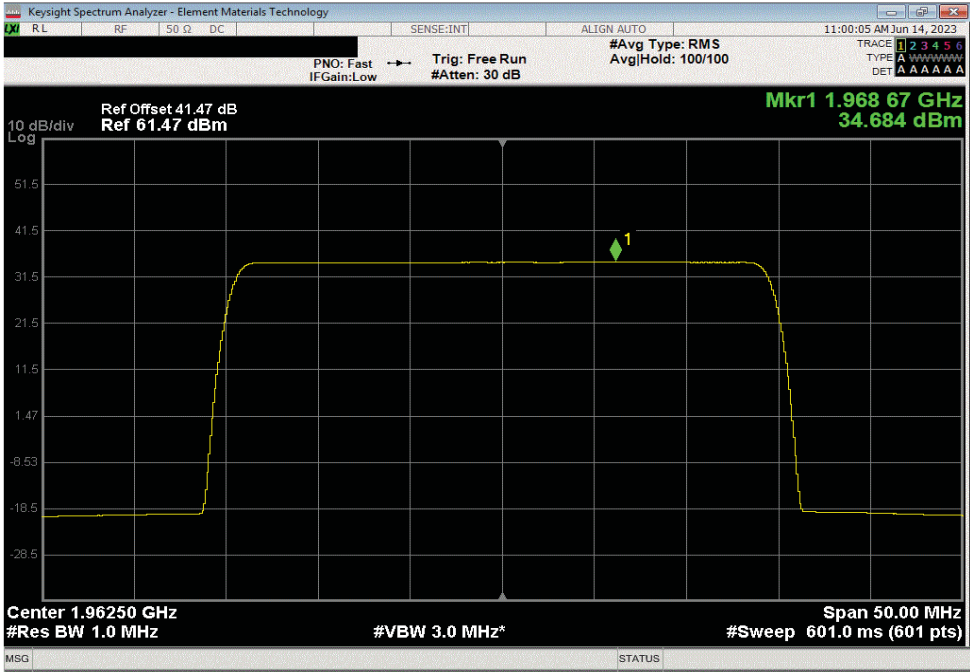 Keysight Spectrum Analyzer - Element Materials Technology
LXI RL RF 50 Ω DC SENSE:INT ALIGN AUTO 11:00:05 AM Jun 14, 2023
PNO: Fast
IFGain:Low
Trig: Free Run
#Atten: 30 dB
#Avg Type: RMS
Avg|Hold: 100/100
TRACE 1 2 3 4 5 6
TYPE A WWWWW
DET A A A A A A
Mkr1 1.968 67 GHz
34.684 dBm
Ref Offset 41.47 dB
10 dB/div Ref 61.47 dBm
Log
51.5
41.5
1
31.5
21.5
11.5
1.47
-8.53
-18.5
-28.5
Center 1.96250 GHz Span 50.00 MHz
#Res BW 1.0 MHz #VBW 3.0 MHz* #Sweep 601.0 ms (601 pts)
MSG STATUS